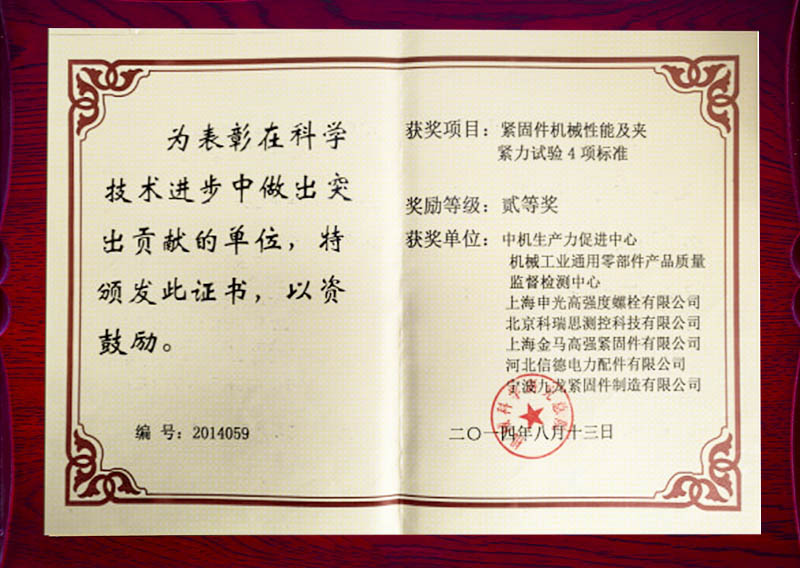 为表彰在科学
技术进步中做出突
出贡献的单位，特
颁发此证书，以资
鼓励。
编 号：2014059
获奖项目：紧固件机械性能及夹
紧力试验4项标准
奖励等级：贰等奖
获奖单位：中机生产力促进中心
机械工业通用零部件产品质量
监督检测中心
上海申光高强度螺栓有限公司
北京科瑞思测控科技有限公司
上海金马高强紧固件有限公司
河北信德电力配件有限公司
宁波九龙紧固件制造有限公司
二〇一四年八月十三日